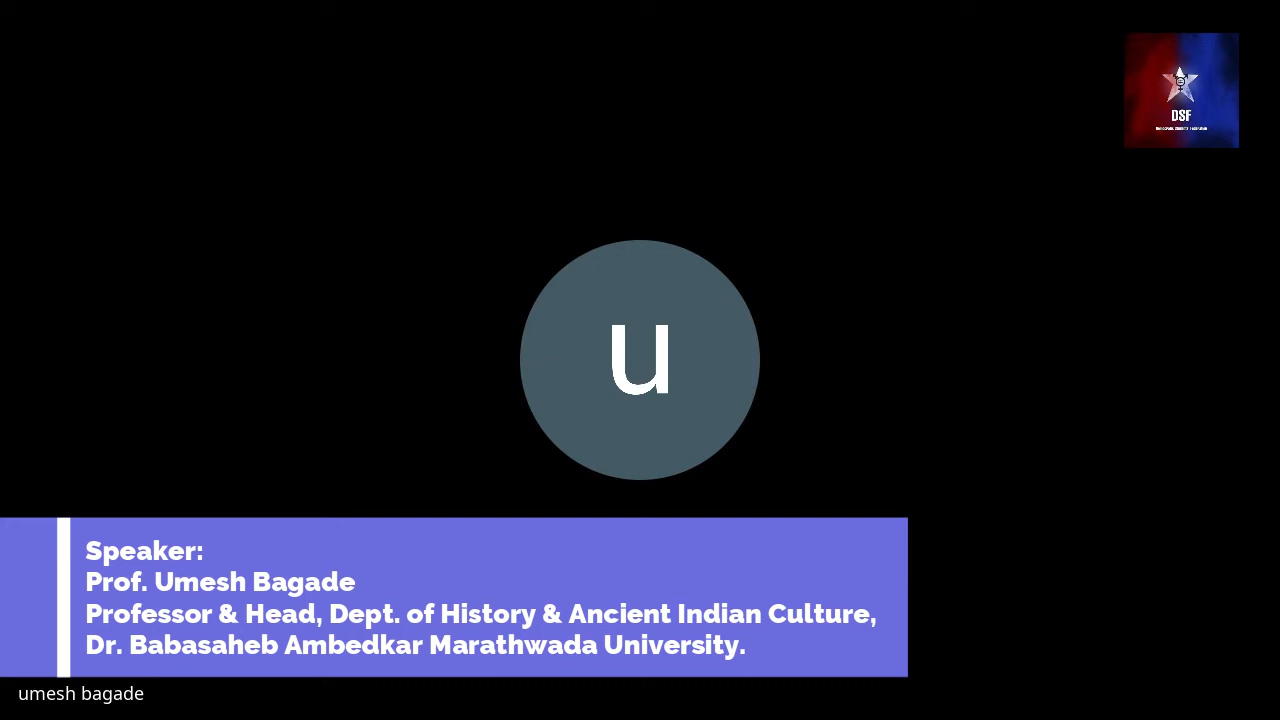 DSF
u
Speaker:
Prof. Umesh Bagade
Professor & Head, Dept. of History & Ancient Indian Culture,
Dr. Babasaheb Ambedkar Marathwada University.
umesh bagade